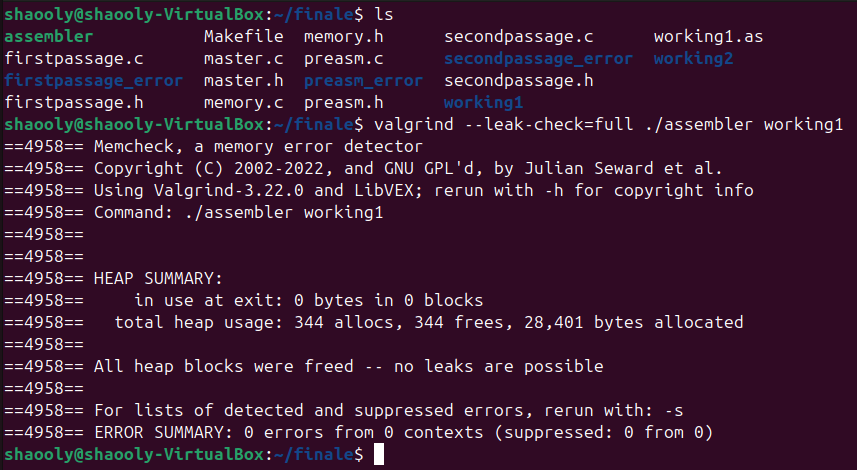 shaooly@shaooly-VirtualBox:~/finale$ ls
assembler           Makefile  memory.h      secondpassage.c      working1.as
firstpassage.c      master.c  preasm.c      secondpassage_error  working2
firstpassage_error  master.h  preasm_error  secondpassage.h
firstpassage.h      memory.c  preasm.h      working1
shaooly@shaooly-VirtualBox:~/finale$ valgrind --leak-check=full ./assembler working1
==4958== Memcheck, a memory error detector
==4958== Copyright (C) 2002-2022, and GNU GPL'd, by Julian Seward et al.
==4958== Using Valgrind-3.22.0 and LibVEX; rerun with -h for copyright info
==4958== Command: ./assembler working1
==4958==
==4958==
==4958== HEAP SUMMARY:
==4958==     in use at exit: 0 bytes in 0 blocks
==4958==   total heap usage: 344 allocs, 344 frees, 28,401 bytes allocated
==4958==
==4958== All heap blocks were freed -- no leaks are possible
==4958==
==4958== For lists of detected and suppressed errors, rerun with: -s
==4958== ERROR SUMMARY: 0 errors from 0 contexts (suppressed: 0 from 0)
shaooly@shaooly-VirtualBox:~/finale$